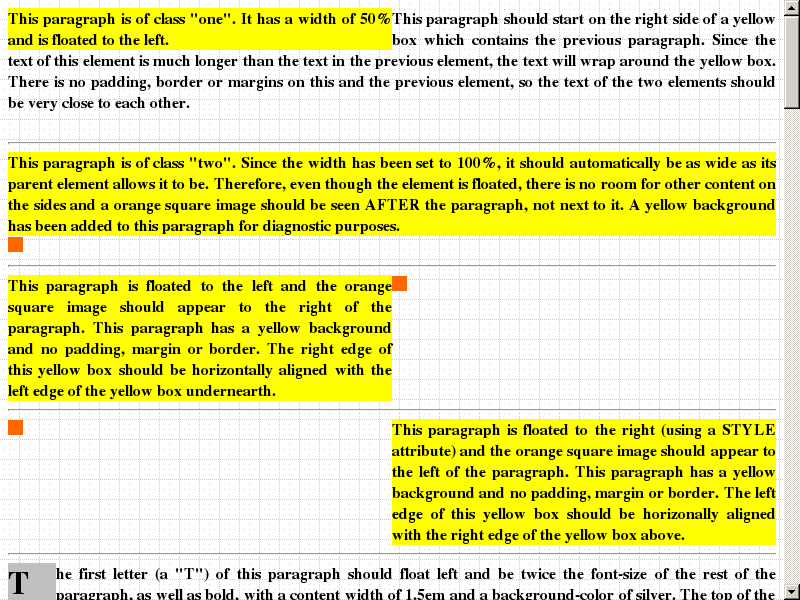 This paragraph is of class "one". It has a width of 50%
and is floated to the left.
This paragraph should start on the right side of a yellow
box which contains the previous paragraph. Since the
text of this element is much longer than the text in the previous element, the text will wrap around the yellow box.
There is no padding, border or margins on this and the previous element, so the text of the two elements should
be very close to each other.
This paragraph is of class "two". Since the width has been set to 100%, it should automatically be as wide as its
parent element allows it to be. Therefore, even though the element is floated, there is no room for other content on
the sides and a orange square image should be seen AFTER the paragraph, not next to it. A yellow background
has been added to this paragraph for diagnostic purposes.
This paragraph is floated to the left and the orange
square image should appear to the right of the
paragraph. This paragraph has a yellow background
and no padding, margin or border. The right edge of
this yellow box should be horizontally aligned with the
left edge of the yellow box undernearth.
This paragraph is floated to the right (using a STYLE
attribute) and the orange square image should appear to
the left of the paragraph. This paragraph has a yellow
background and no padding, margin or border. The left
edge of this yellow box should be horizonally aligned
with the right edge of the yellow box above.
The first letter (a "T") of this paragraph should float left and be twice the font-size of the rest of the
paragraph, as well as bold, with a content width of 1.5em and a background-color of silver. The top of the